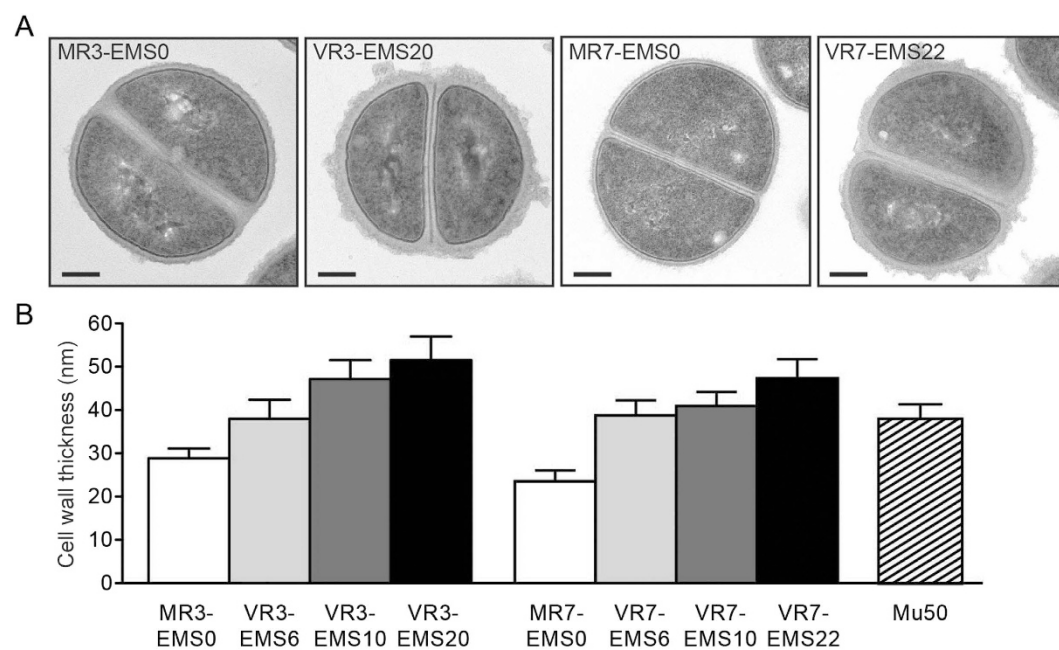 A
MR3-EMS0
VR3-EMS20
MR7-EMS0
VR7-EMS22
B
Cell wall thickness (nm)
60
50
40
30
20
10
0
MR3-
EMS0
VR3-
EMS6
VR3-
EMS10
VR3-
EMS20
MR7-
EMS0
VR7-
EMS6
VR7-
EMS10
VR7-
EMS22
Mu50